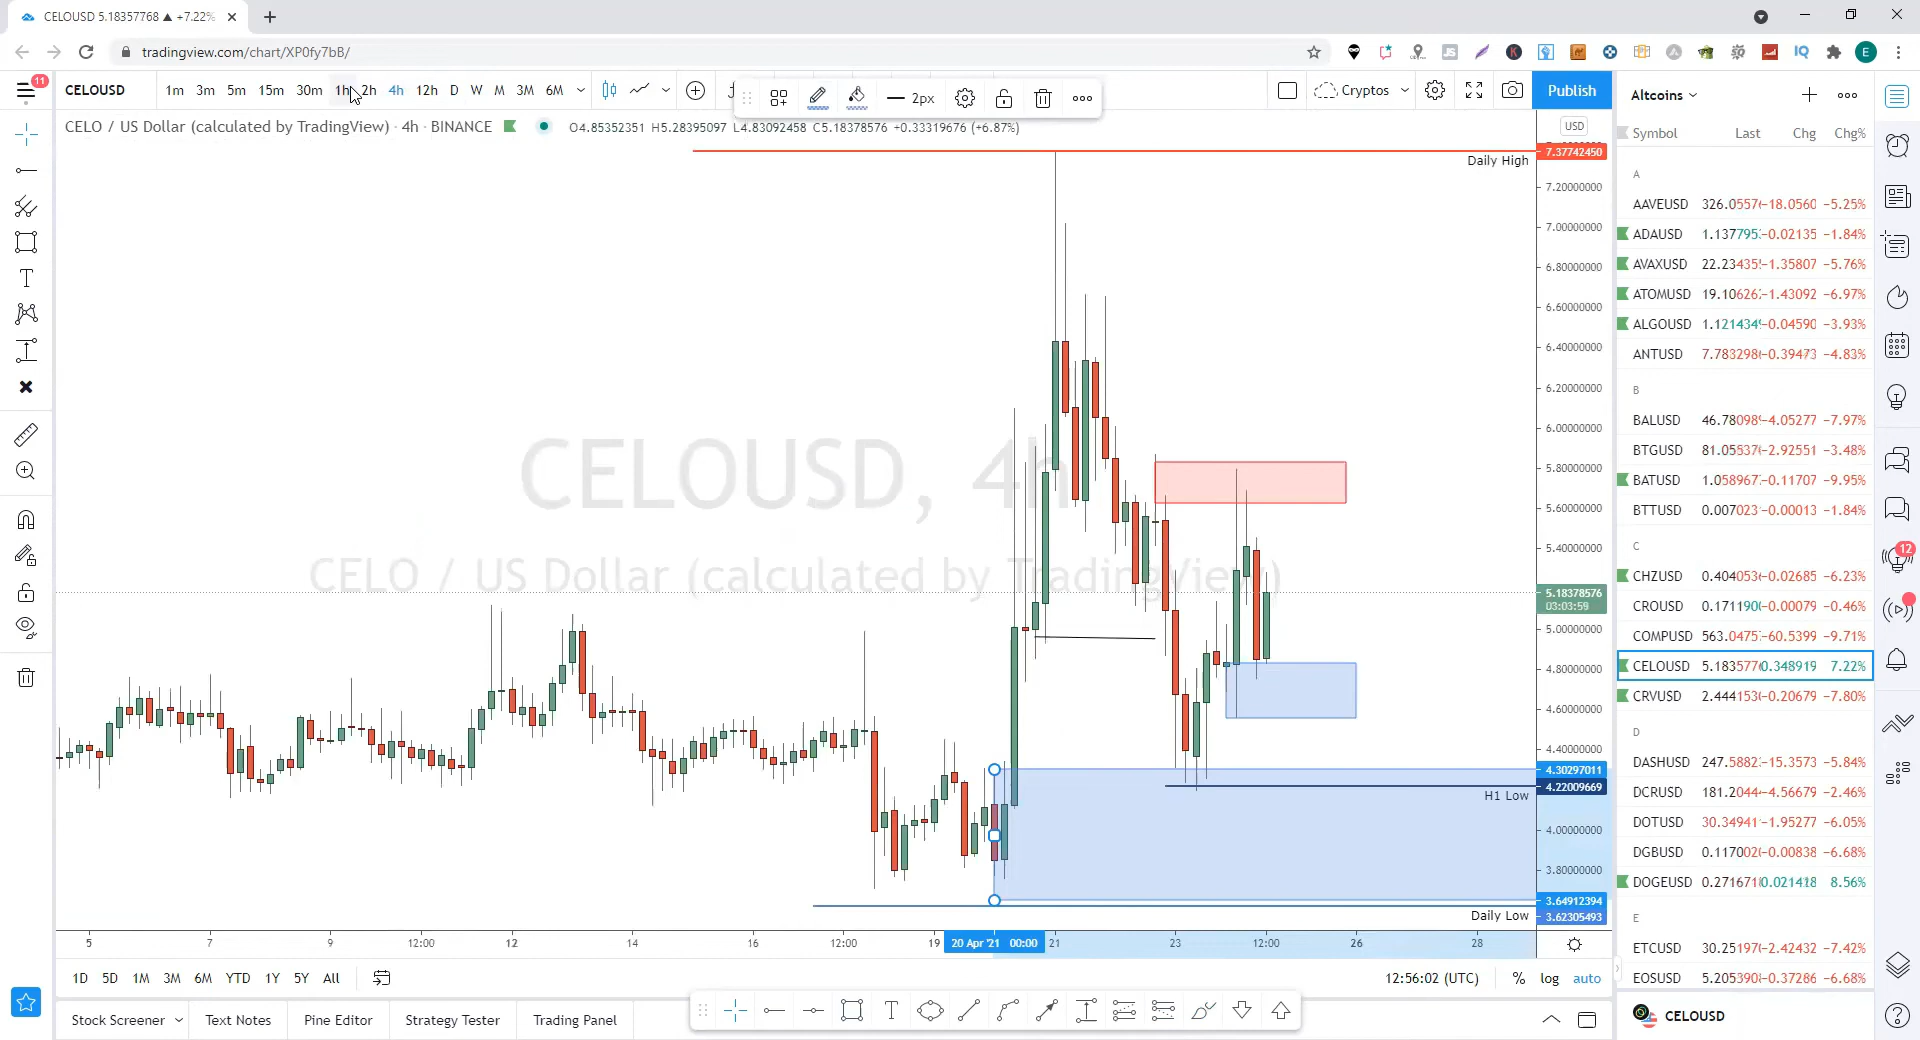 CELOUSD 5.18357768 ▲ +7.22%
tradingview.com/chart/XP0fy7bB/
11
CELOUSD
1m 3m 5m 15m 30m 1h 2h 4h 12h D W M 3M 6M
2px
Cryptos
Publish
Altcoins
CELO / US Dollar (calculated by TradingView) · 4h · BINANCE
O4.85352351 H5.28395097 L4.83092458 C5.18378576 +0.33319676 (+6.87%)
USD
Symbol Last Chg Chg%
7.37742450
Daily High
7.20000000
7.00000000
6.80000000
6.60000000
6.40000000
6.20000000
6.00000000
5.80000000
5.60000000
5.40000000
5.18378576
03:03:59
5.00000000
4.80000000
4.60000000
4.40000000
4.30297011
4.22009669
H1 Low
4.00000000
3.80000000
3.64912394
3.62305493
Daily Low
CELOUSD, 4h
CELO / US Dollar (calculated by TradingView)
A
AAVEUSD 326.0557 -18.0560 -5.25%
ADAUSD 1.137795 -0.02135 -1.84%
AVAXUSD 22.2343 -1.35807 -5.76%
ATOMUSD 19.10626 -1.43092 -6.97%
ALGOUSD 1.121434 -0.04590 -3.93%
ANTUSD 7.783298 -0.39473 -4.83%
B
BALUSD 46.78098 -4.05277 -7.97%
BTGUSD 81.05537 -2.92551 -3.48%
BATUSD 1.058967 -0.11707 -9.95%
BTTUSD 0.007023 -0.00013 -1.84%
C
CHZUSD 0.404053 -0.02685 -6.23%
CROUSD 0.171190 -0.00079 -0.46%
COMPUSD 563.0475 -60.5399 -9.71%
CELOUSD 5.183577 0.348919 7.22%
CRVUSD 2.444153 -0.20679 -7.80%
D
DASHUSD 247.5882 -15.3573 -5.84%
DCRUSD 181.2044 -4.56679 -2.46%
DOTUSD 30.34941 -1.95277 -6.05%
DGBUSD 0.117002 -0.00838 -6.68%
DOGEUSD 0.271671 0.021418 8.56%
E
ETCUSD 30.25197 -2.42432 -7.42%
EOSUSD 5.205390 -0.37286 -6.68%
12
5 7 9 12:00 12 14 16 12:00 19 20 Apr '21 00:00 21 23 12:00 26 28
1D 5D 1M 3M 6M YTD 1Y 5Y All
12:56:02 (UTC) % log auto
Stock Screener Text Notes Pine Editor Strategy Tester Trading Panel
CELOUSD